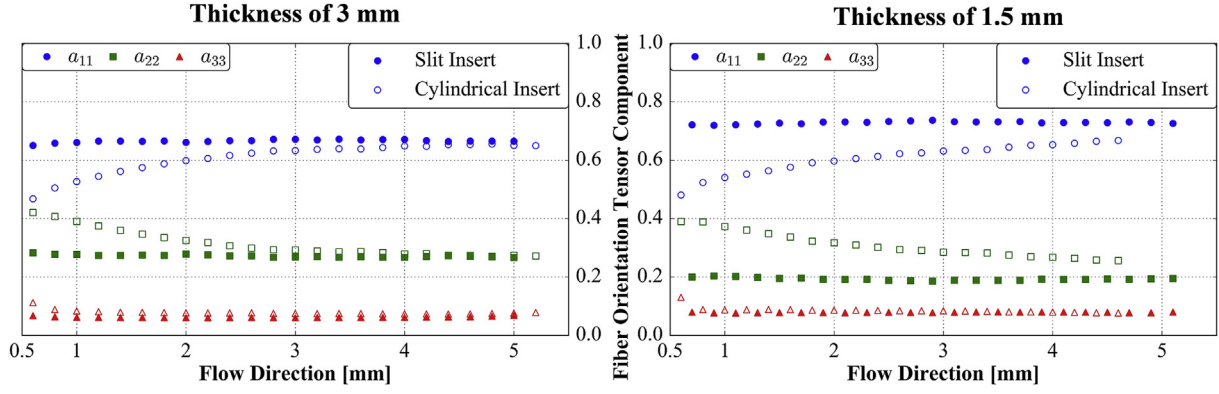 Thickness of 3 mm
a11 a22 a33
Slit Insert
Cylindrical Insert
1.0
0.8
0.6
0.4
0.2
0.0
0.5 1 2 3 4 5
Flow Direction [mm]
Thickness of 1.5 mm
Fiber Orientation Tensor Component
a11 a22 a33
Slit Insert
Cylindrical Insert
1.0
0.8
0.6
0.4
0.2
0.0
0.5 1 2 3 4 5
Flow Direction [mm]